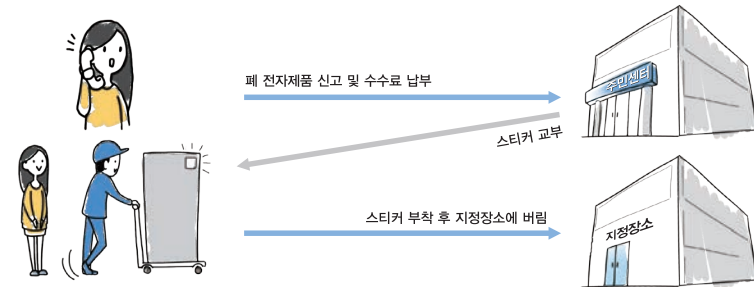 폐 전자제품 신고 및 수수료 납부
주민센터
스티커 교부
스티커 부착 후 지정장소에 버림
지정장소